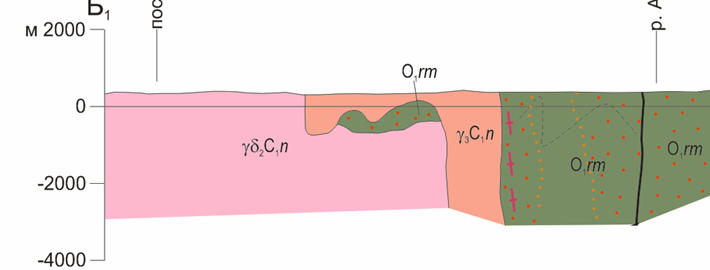 Б₁
пос
р. А
м 2000
O₁rm
0
γδ₂C₁n
γ₃C₁n
O₁rm
O₁rm
-2000
-4000